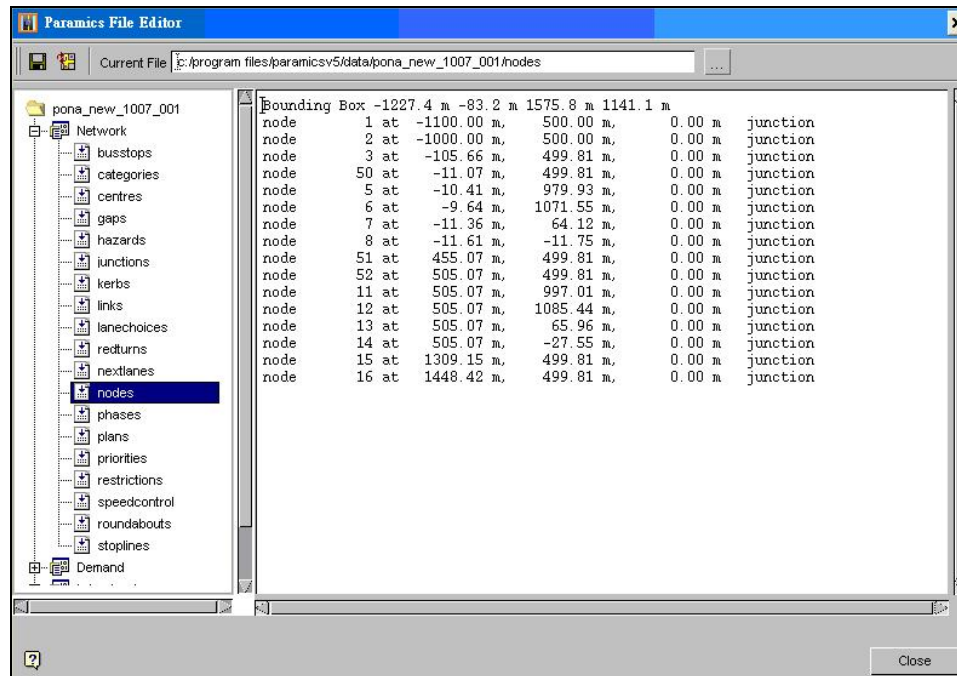 Paramics File Editor
Current File c:/program files/paramicsv5/data/pona_new_1007_001/nodes ...
pona_new_1007_001
Network
busstops
categories
centres
gaps
hazards
junctions
kerbs
links
lanechoices
redturns
nextlanes
nodes
phases
plans
priorities
restrictions
speedcontrol
roundabouts
stoplines
Demand
Bounding Box -1227.4 m -83.2 m 1575.8 m 1141.1 m
node 1 at -1100.00 m, 500.00 m, 0.00 m junction
node 2 at -1000.00 m, 500.00 m, 0.00 m junction
node 3 at -105.66 m, 499.81 m, 0.00 m junction
node 50 at -11.07 m, 499.81 m, 0.00 m junction
node 5 at -10.41 m, 979.93 m, 0.00 m junction
node 6 at -9.64 m, 1071.55 m, 0.00 m junction
node 7 at -11.36 m, 64.12 m, 0.00 m junction
node 8 at -11.61 m, -11.75 m, 0.00 m junction
node 51 at 455.07 m, 499.81 m, 0.00 m junction
node 52 at 505.07 m, 499.81 m, 0.00 m junction
node 11 at 505.07 m, 997.01 m, 0.00 m junction
node 12 at 505.07 m, 1085.44 m, 0.00 m junction
node 13 at 505.07 m, 65.96 m, 0.00 m junction
node 14 at 505.07 m, -27.55 m, 0.00 m junction
node 15 at 1309.15 m, 499.81 m, 0.00 m junction
node 16 at 1448.42 m, 499.81 m, 0.00 m junction
Close